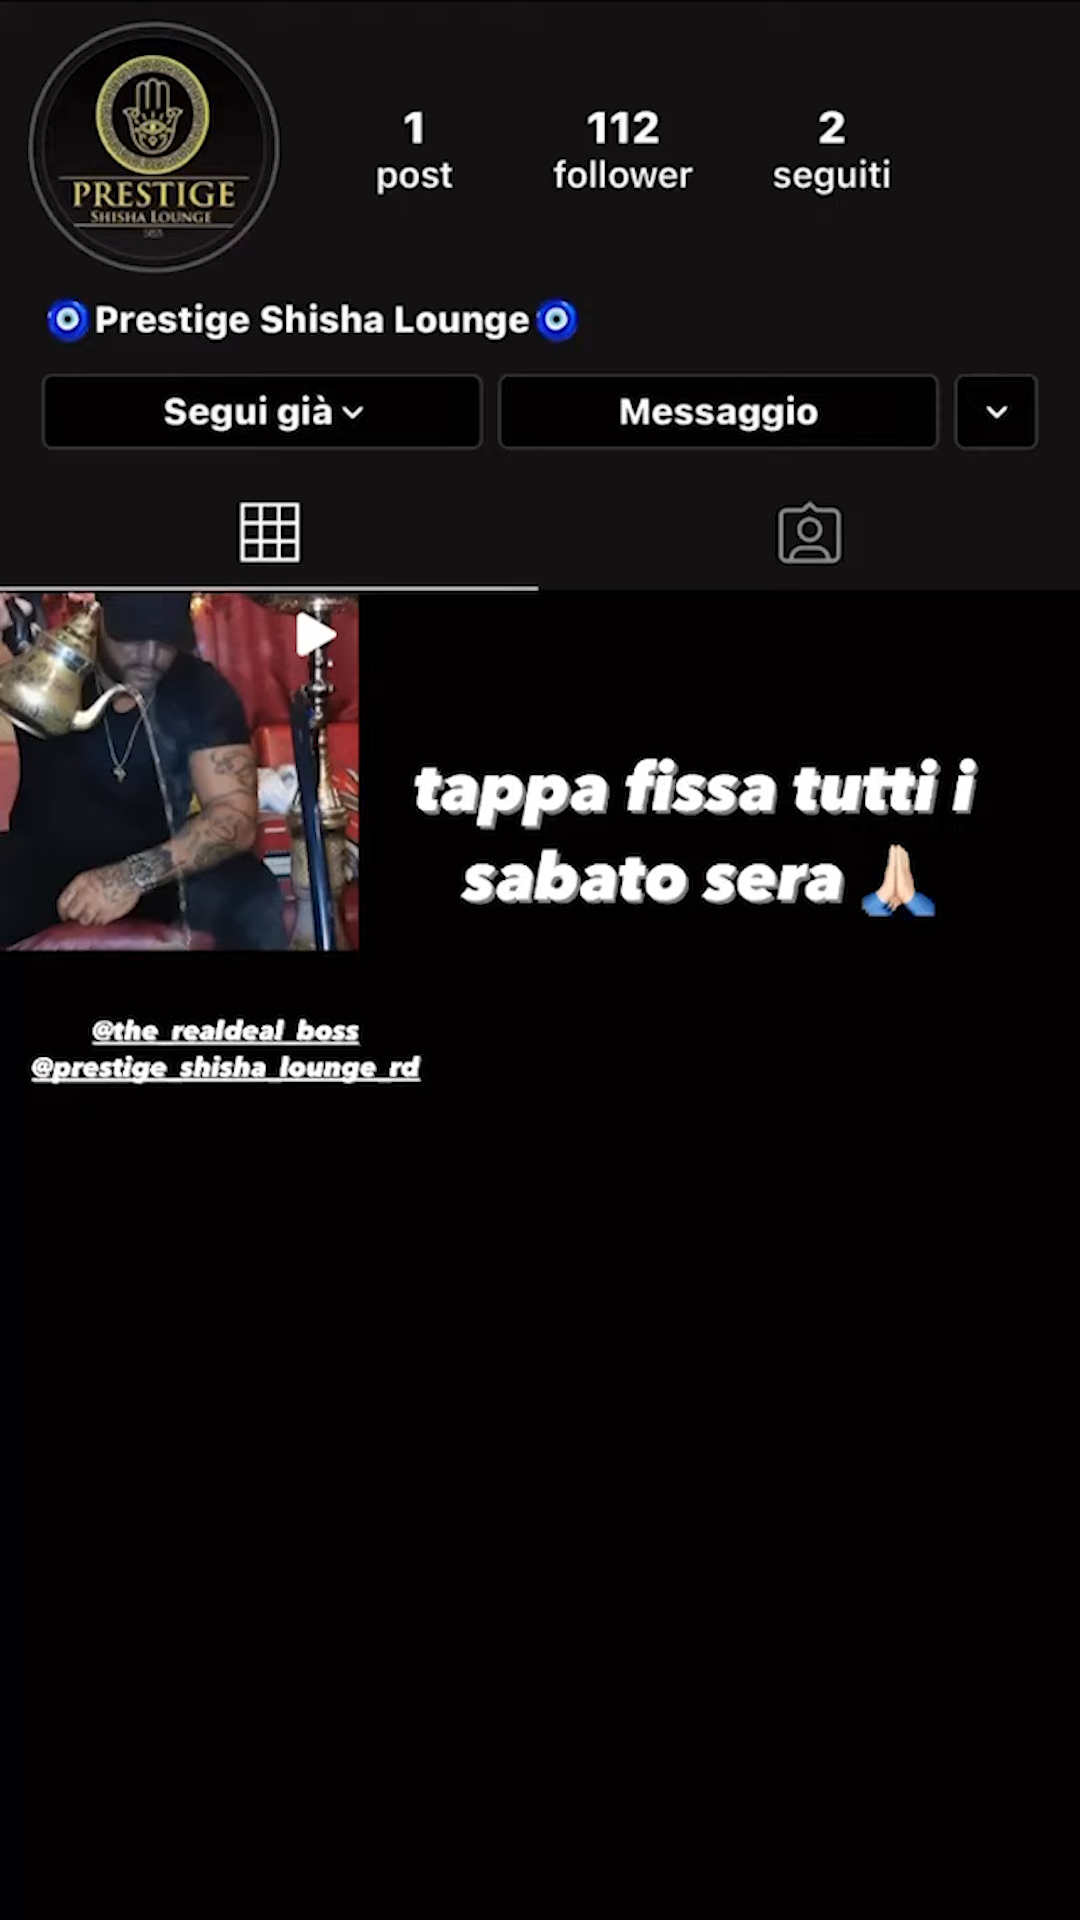 PRESTIGE
SHISHA LOUNGE
1
post
112
follower
2
seguiti
🧿Prestige Shisha Lounge🧿
Segui già
Messaggio
tappa fissa tutti i
sabato sera 🙏🏻
@the_realdeal_boss
@prestige_shisha_lounge_rd